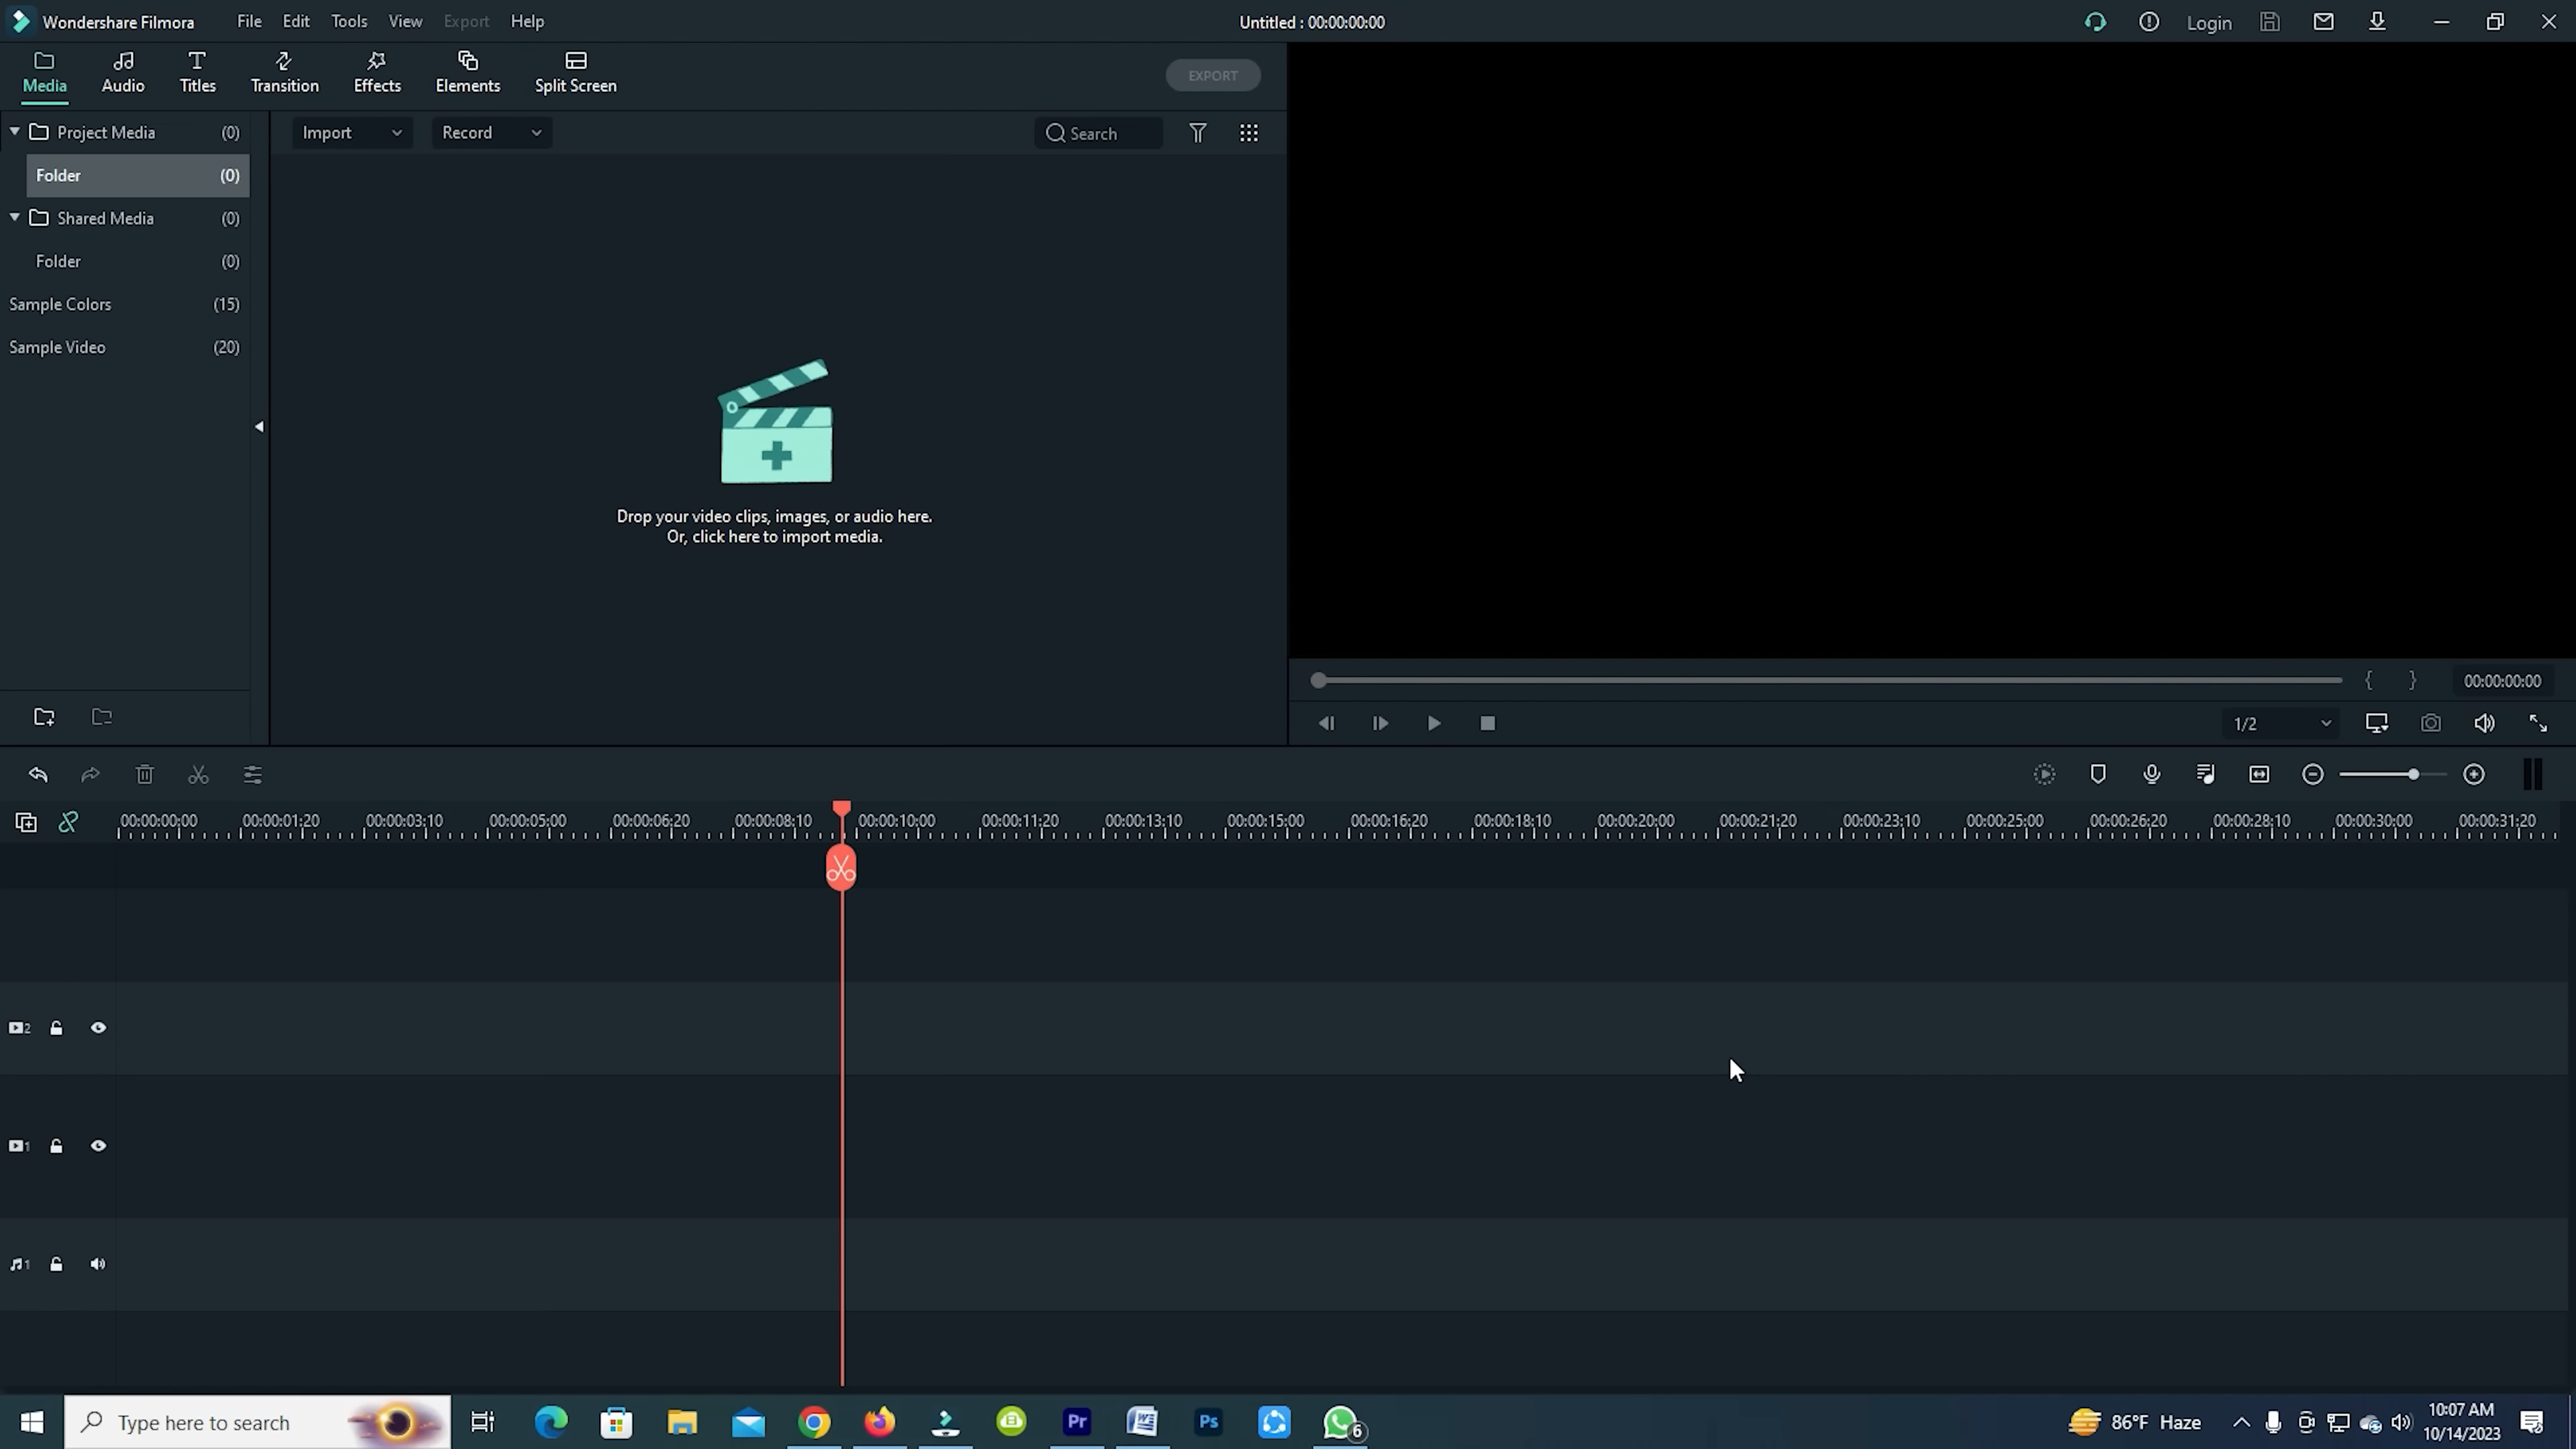 Wondershare Filmora File Edit Tools View Export Help Untitled : 00:00:00:00 Login
Media Audio Titles Transition Effects Elements Split Screen EXPORT
Project Media (0) Import Record Search
Folder (0)
Shared Media (0)
Folder (0)
Sample Colors (15)
Sample Video (20)
Drop your video clips, images, or audio here.
Or, click here to import media.
{ } 00:00:00:00
1/2
00:00:00:00 00:00:01:20 00:00:03:10 00:00:05:00 00:00:06:20 00:00:08:10 00:00:10:00 00:00:11:20 00:00:13:10 00:00:15:00 00:00:16:20 00:00:18:10 00:00:20:00 00:00:21:20 00:00:23:10 00:00:25:00 00:00:26:20 00:00:28:10 00:00:30:00 00:00:31:20
2
1
1
Type here to search Pr W Ps 6 86°F Haze 10:07 AM
10/14/2023